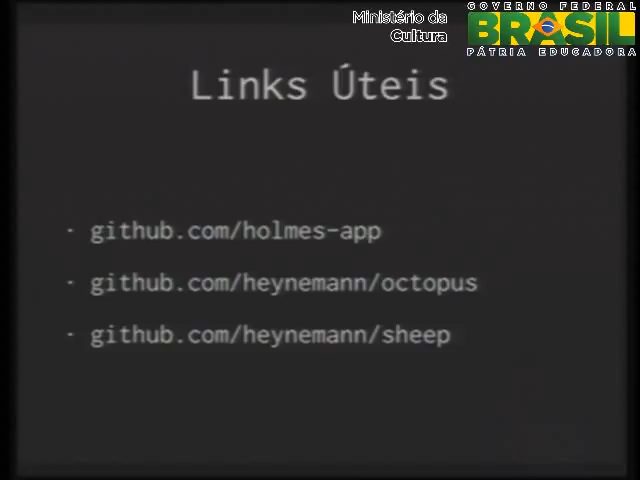 Ministério da
Cultura
GOVERNO FEDERAL
BRASIL
PÁTRIA EDUCADORA
Links Úteis
- github.com/holmes-app
- github.com/heynemann/octopus
- github.com/heynemann/sheep